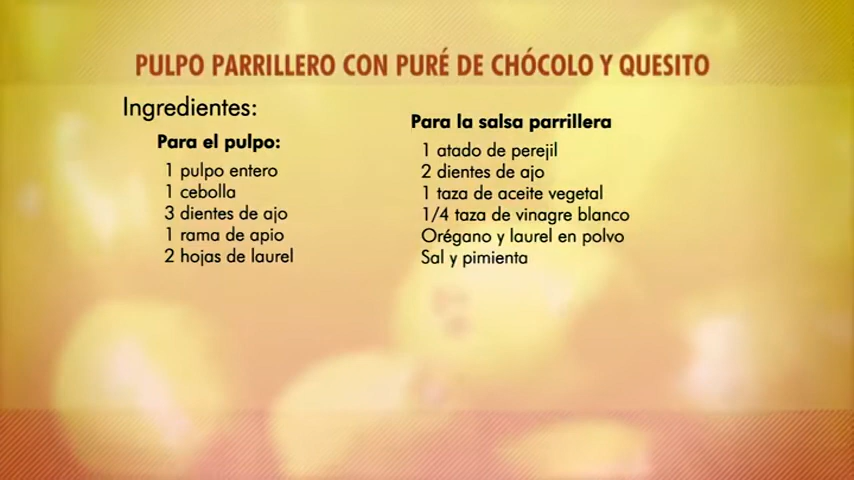 PULPO PARRILLERO CON PURÉ DE CHÓCOLO Y QUESITO
Ingredientes:
Para el pulpo:
1 pulpo entero
1 cebolla
3 dientes de ajo
1 rama de apio
2 hojas de laurel
Para la salsa parrillera
1 atado de perejil
2 dientes de ajo
1 taza de aceite vegetal
1/4 taza de vinagre blanco
Orégano y laurel en polvo
Sal y pimienta